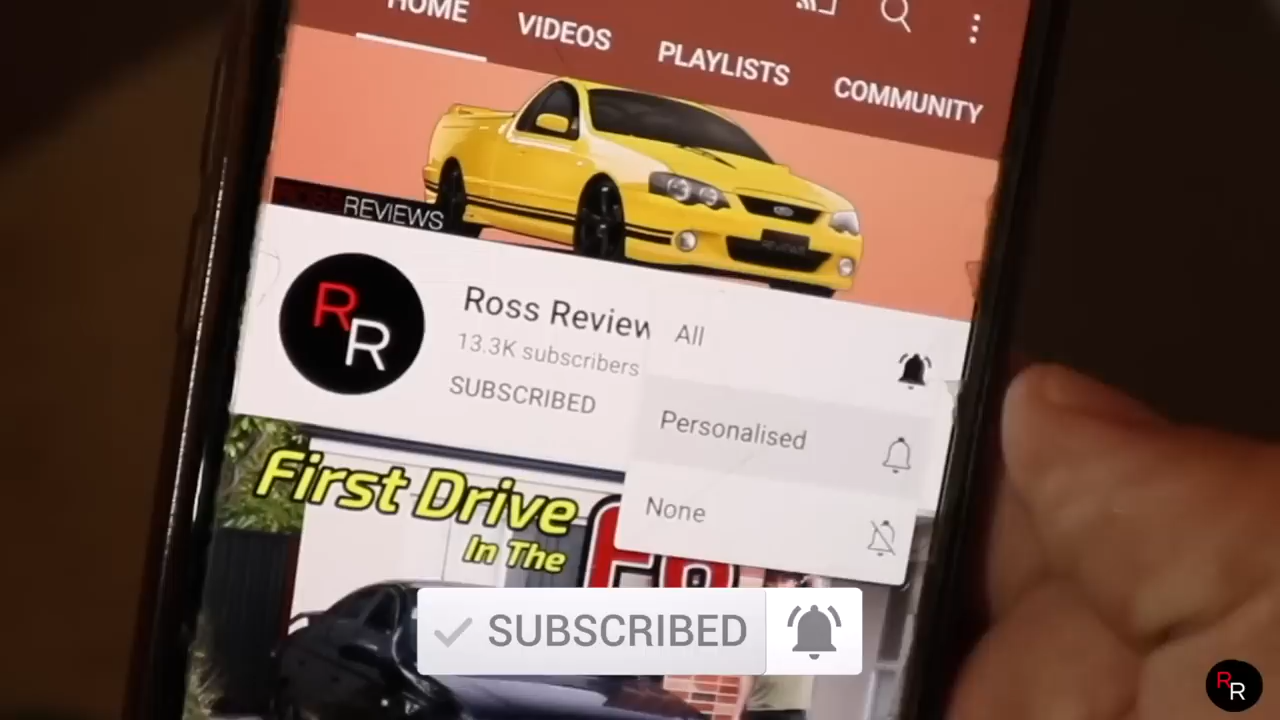 HOME
VIDEOS
PLAYLISTS
COMMUNITY
ROSS REVIEWS
RR
Ross Review
13.3K subscribers
SUBSCRIBED
All
Personalised
None
First Drive
In The
SUBSCRIBED
RR